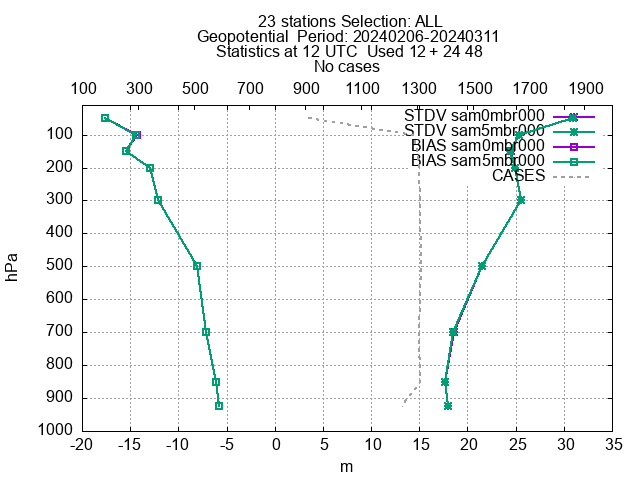 23 stations Selection: ALL
Geopotential  Period: 20240206-20240311
Statistics at 12 UTC  Used 12 + 24 48
No cases
100 300 500 700 900 1100 1300 1500 1700 1900
STDV sam0mbr000
100 STDV sam5mbr000
BIAS sam0mbr000
BIAS sam5mbr000
200 CASES
300
400
hPa
500
600
700
800
900
1000
-20 -15 -10 -5 0 5 10 15 20 25 30 35
m